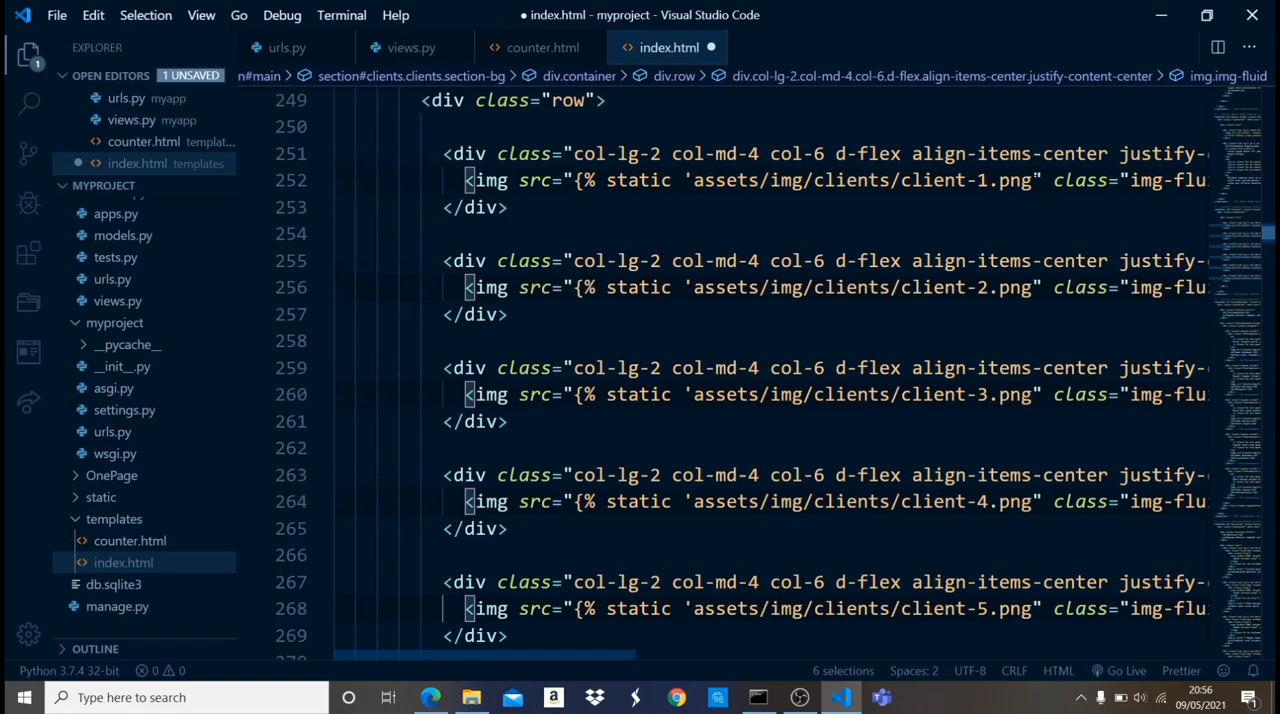 File Edit Selection View Go Debug Terminal Help
● index.html - myproject - Visual Studio Code
EXPLORER
urls.py
views.py
<> counter.html
<> index.html ●
OPEN EDITORS 1 UNSAVED
n#main > section#clients.clients.section-bg > div.container > div.row > div.col-lg-2.col-md-4.col-6.d-flex.align-items-center.justify-content-center > img.img-fluid
urls.py myapp
views.py myapp
<> counter.html templat...
● <> index.html templates
MYPROJECT
apps.py
models.py
tests.py
urls.py
views.py
myproject
__pycache__
__init__.py
asgi.py
settings.py
urls.py
wsgi.py
OnePage
static
templates
<> counter.html
<> index.html
db.sqlite3
manage.py
OUTLINE
1
249 <div class="row">
250
251 <div class="col-lg-2 col-md-4 col-6 d-flex align-items-center justify-
252 <img src="{% static 'assets/img/clients/client-1.png" class="img-flu
253 </div>
254
255 <div class="col-lg-2 col-md-4 col-6 d-flex align-items-center justify-
256 <img src="{% static 'assets/img/clients/client-2.png" class="img-flu
257 </div>
258
259 <div class="col-lg-2 col-md-4 col-6 d-flex align-items-center justify-
260 <img src="{% static 'assets/img/clients/client-3.png" class="img-flu
261 </div>
262
263 <div class="col-lg-2 col-md-4 col-6 d-flex align-items-center justify-
264 <img src="{% static 'assets/img/clients/client-4.png" class="img-flu
265 </div>
266
267 <div class="col-lg-2 col-md-4 col-6 d-flex align-items-center justify-
268 <img src="{% static 'assets/img/clients/client-5.png" class="img-flu
269 </div>
Python 3.7.4 32-bit 0 0
6 selections Spaces: 2 UTF-8 CRLF HTML Go Live Prettier
Type here to search
20:56
09/05/2021
1